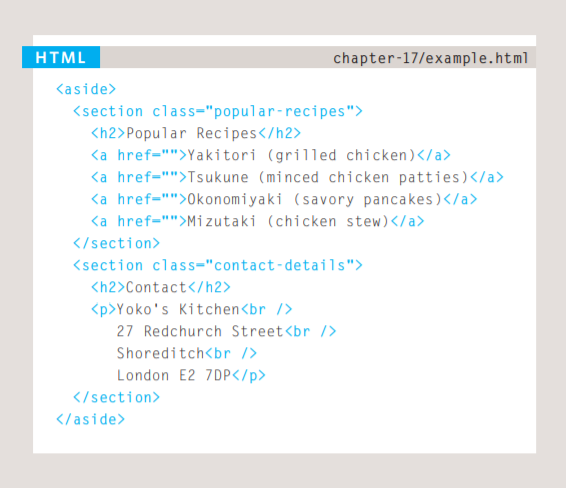 HTML
chapter-17/example.html
<aside>
<section class="popular-recipes">
<h2>Popular Recipes</h2>
<a href="">Yakitori (grilled chicken)</a>
<a href="">Tsukune (minced chicken patties)</a>
<a href="">Okonomiyaki (savory pancakes)</a>
<a href="">Mizutaki (chicken stew)</a>
</section>
<section class="contact-details">
<h2>Contact</h2>
<p>Yoko's Kitchen<br />
27 Redchurch Street<br />
Shoreditch<br />
London E2 7DP</p>
</section>
</aside>